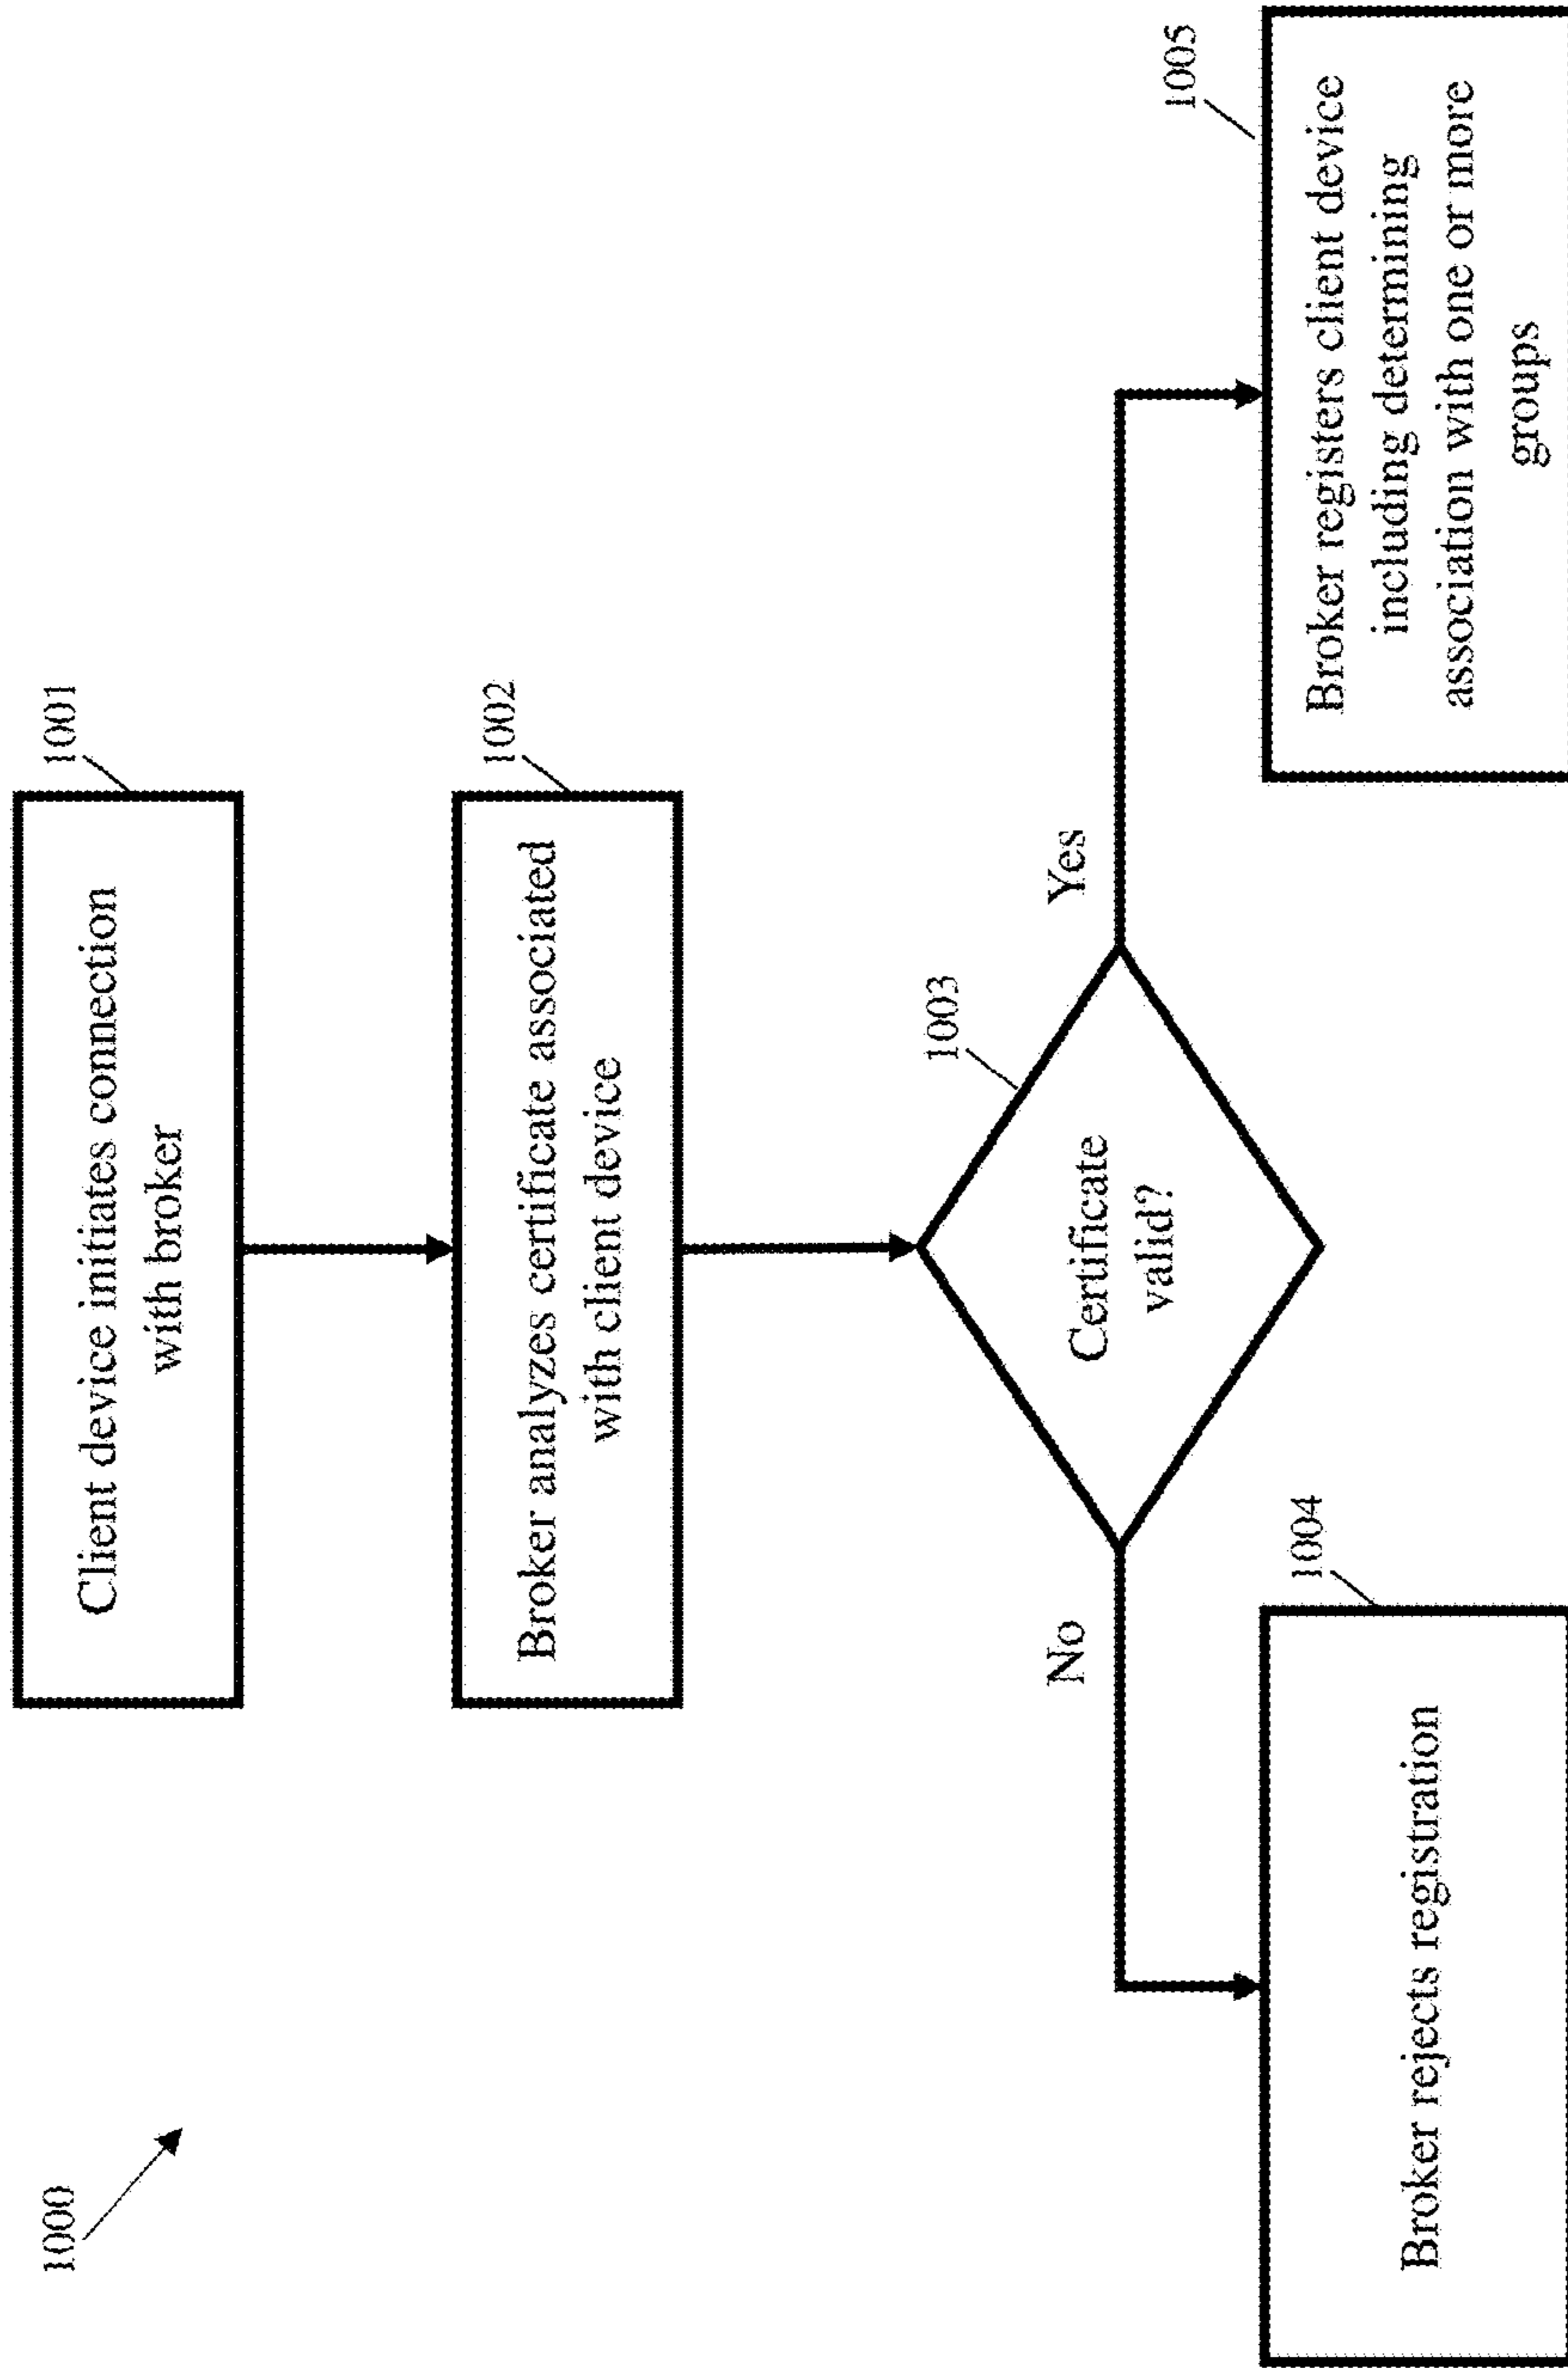 1000
1001
Client device initiates connection
with broker
1002
Broker analyzes certificate associated
with client device
1003
Certificate
valid?
No
Yes
1004
Broker rejects registration
1005
Broker registers client device
including determining
association with one or more
groups